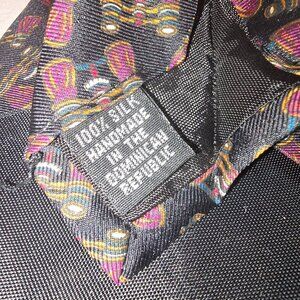 100% SILK
HANDMADE
IN THE
DOMINICAN
REPUBLIC